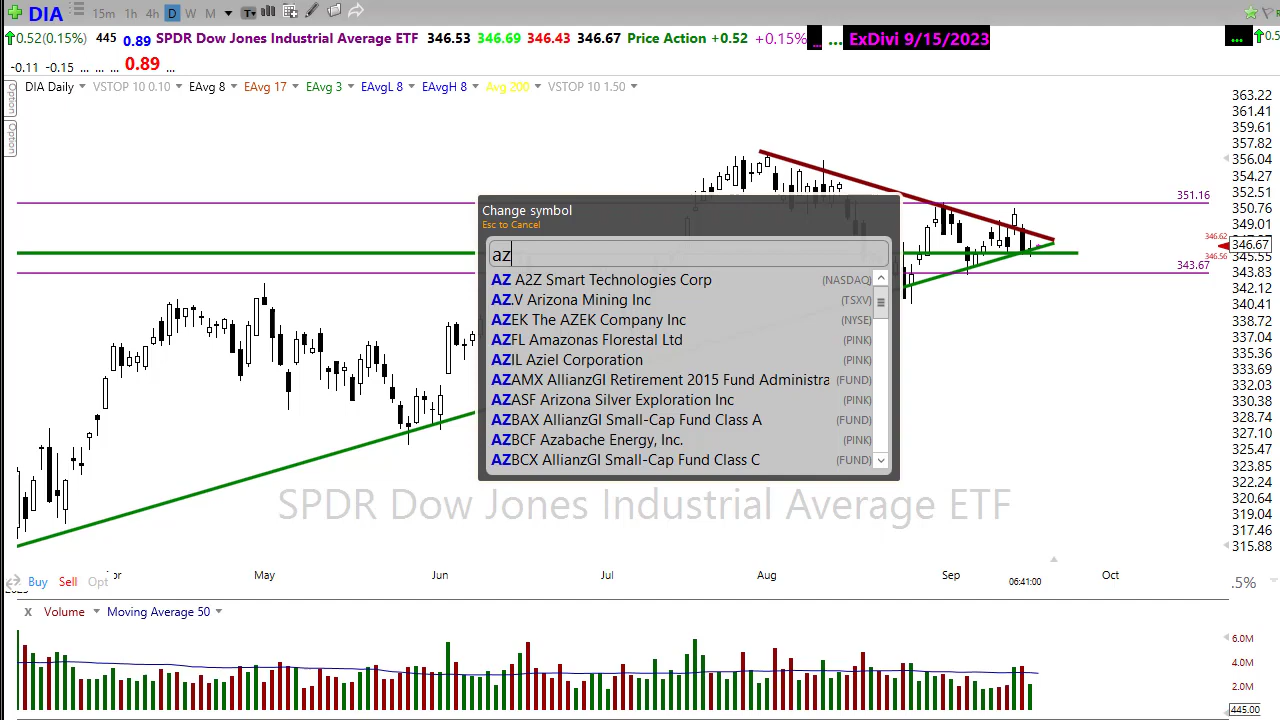 DIA 15m 1h 4h D W M T
0.52(0.15%) 445 0.89 SPDR Dow Jones Industrial Average ETF 346.53 346.69 346.43 346.67 Price Action +0.52 +0.15% ... ... ExDivi 9/15/2023 ... 0.5
-0.11 -0.15 ... ... 0.89 ...
Option
Option
DIA Daily VSTOP 10 0.10 EAvg 8 EAvg 17 EAvg 3 EAvgL 8 EAvgH 8 Avg 200 VSTOP 10 1.50
363.22
361.41
359.61
357.82
356.04
354.27
352.51
351.16
350.76
349.01
346.62
346.67
346.56
345.55
343.67
343.83
342.12
340.41
338.72
337.04
335.36
333.69
332.03
330.38
328.74
327.10
325.47
323.85
322.24
320.64
319.04
317.46
315.88
Change symbol
Esc to Cancel
az
AZ A2Z Smart Technologies Corp (NASDAQ)
AZ.V Arizona Mining Inc (TSXV)
AZEK The AZEK Company Inc (NYSE)
AZFL Amazonas Florestal Ltd (PINK)
AZIL Aziel Corporation (PINK)
AZAMX AllianzGI Retirement 2015 Fund Administra (FUND)
AZASF Arizona Silver Exploration Inc (PINK)
AZBAX AllianzGI Small-Cap Fund Class A (FUND)
AZBCF Azabache Energy, Inc. (PINK)
AZBCX AllianzGI Small-Cap Fund Class C (FUND)
SPDR Dow Jones Industrial Average ETF
May Jun Jul Aug Sep Oct
06:41:00
Buy Sell Opt .5%
X Volume Moving Average 50
6.0M
4.0M
2.0M
445.00